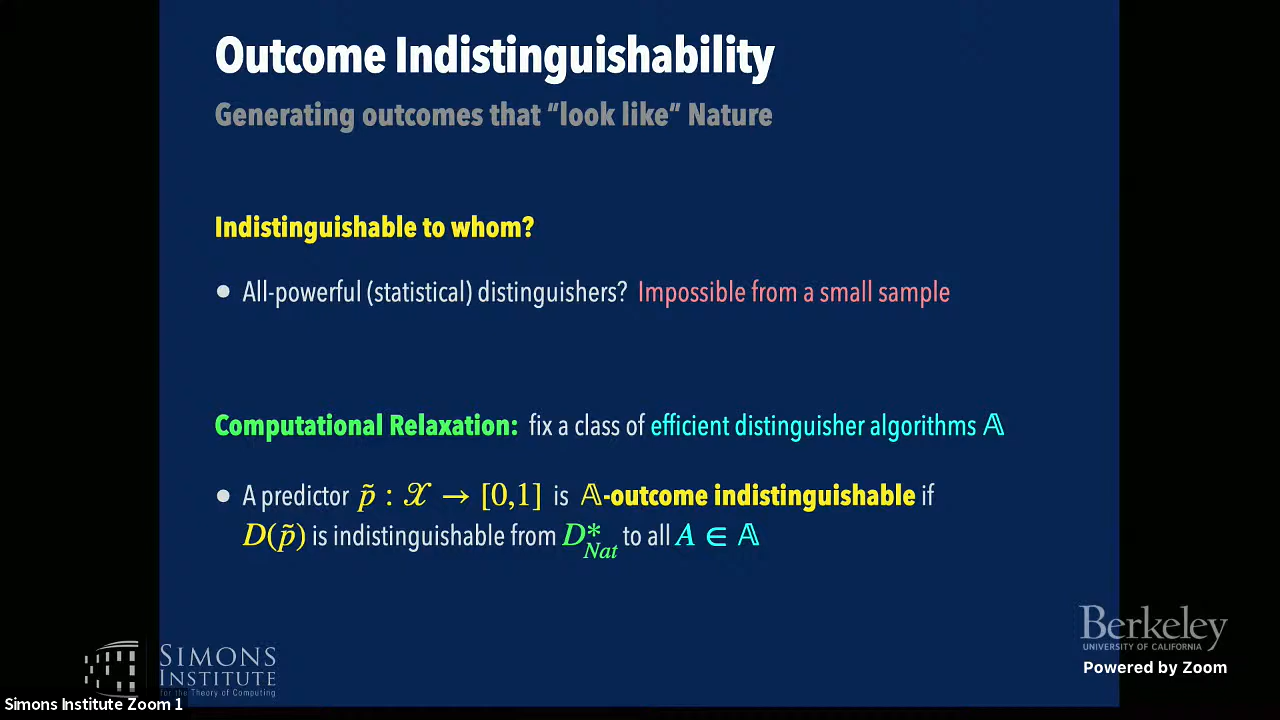 Outcome Indistinguishability
Generating outcomes that “look like” Nature
Indistinguishable to whom?
● All-powerful (statistical) distinguishers? Impossible from a small sample
Computational Relaxation: fix a class of efficient distinguisher algorithms 𝔸
● A predictor p̃ : 𝒳 → [0,1] is 𝔸-outcome indistinguishable if
D(p̃) is indistinguishable from D*_Nat to all A ∈ 𝔸
Berkeley
UNIVERSITY OF CALIFORNIA
Powered by Zoom
SIMONS
INSTITUTE
for the Theory of Computing
Simons Institute Zoom 1